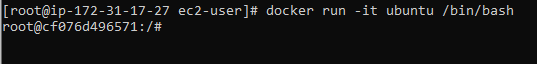 [root@ip-172-31-17-27 ec2-user]# docker run -it ubuntu /bin/bash
root@cf076d496571:/#